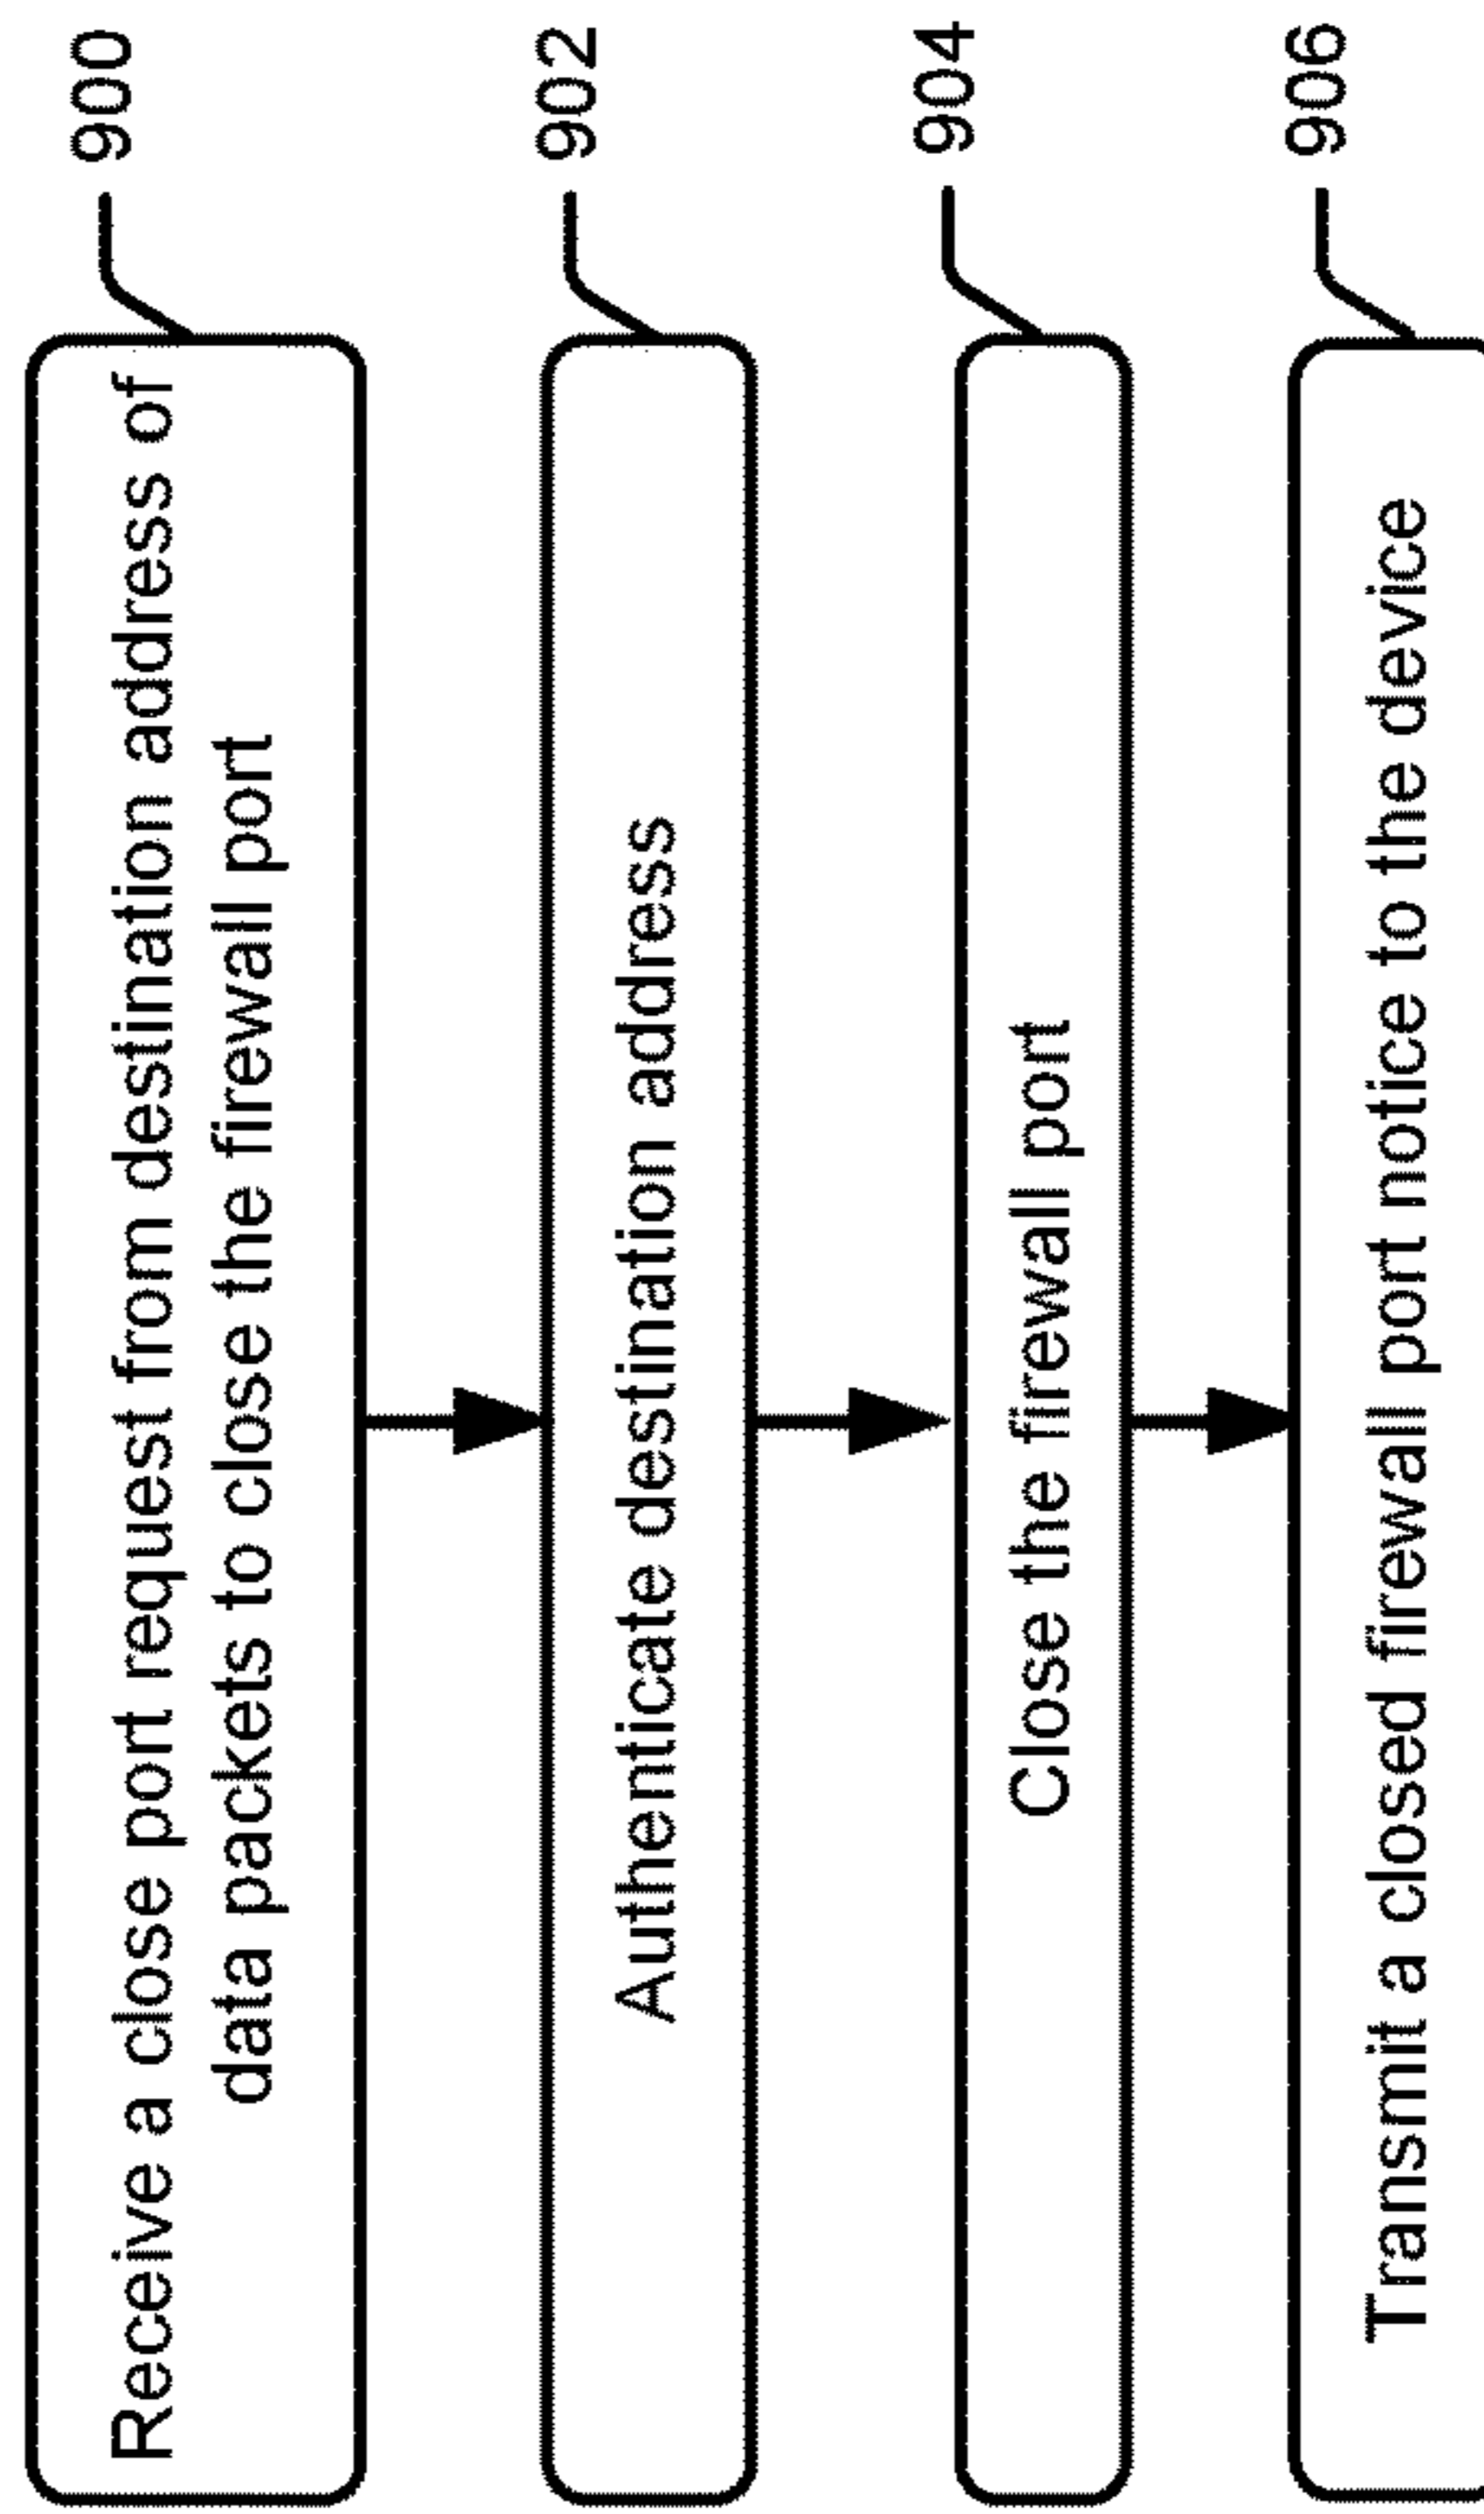 Receive a close port request from destination address of
data packets to close the firewall port
900
Authenticate destination address
902
Close the firewall port
904
Transmit a closed firewall port notice to the device
906